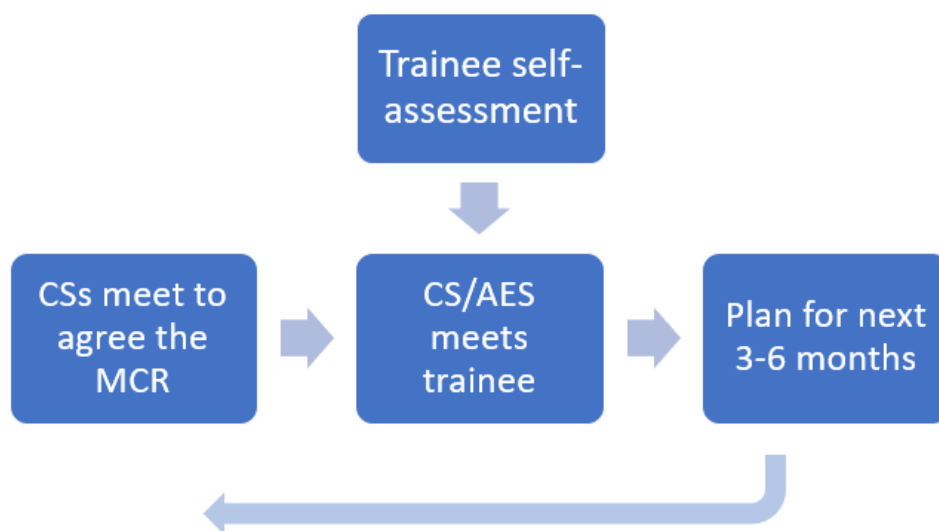 Trainee self-
assessment
CSs meet to
agree the
MCR
CS/AES
meets
trainee
Plan for next
3-6 months